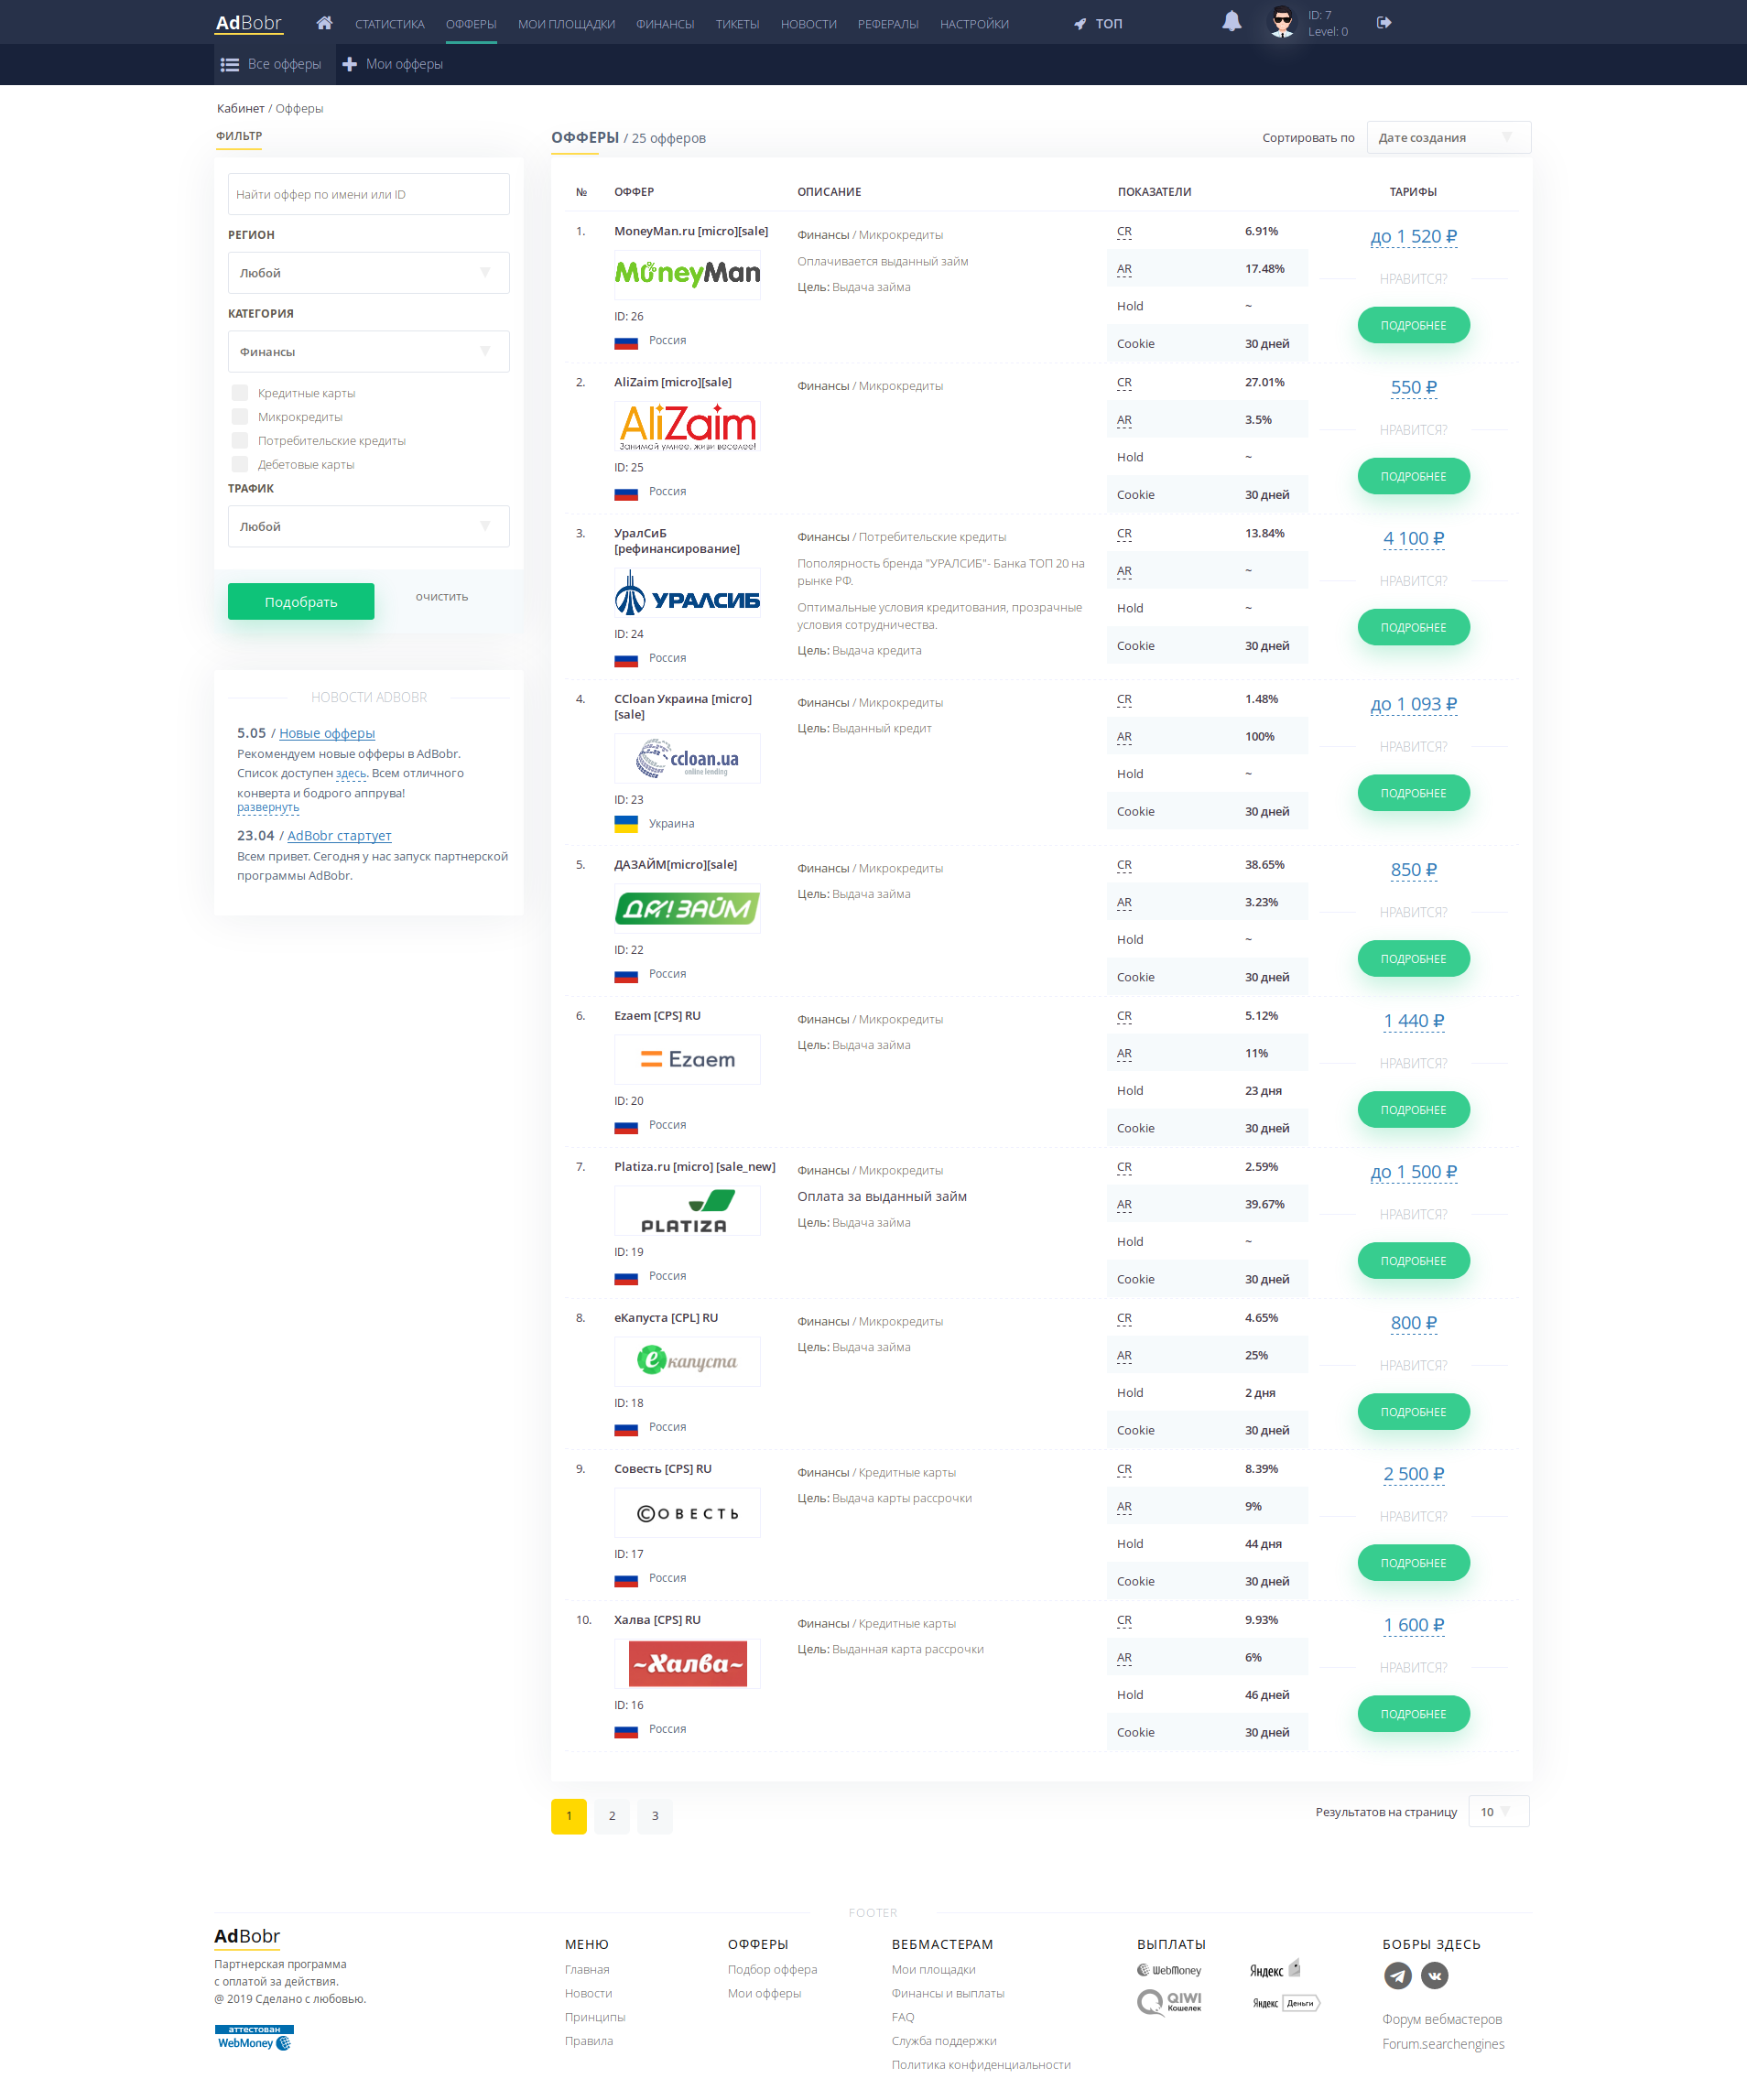 AdBobr
СТАТИСТИКА ОФФЕРЫ МОИ ПЛОЩАДКИ ФИНАНСЫ ТИКЕТЫ НОВОСТИ РЕФЕРАЛЫ НАСТРОЙКИ ТОП
ID: 7
Level: 0
Все офферы Мои офферы
Кабинет / Офферы
ФИЛЬТР
Найти оффер по имени или ID
РЕГИОН
Любой
КАТЕГОРИЯ
Финансы
Кредитные карты
Микрокредиты
Потребительские кредиты
Дебетовые карты
ТРАФИК
Любой
Подобрать очистить
НОВОСТИ ADBOBR
5.05 / Новые офферы
Рекомендуем новые офферы в AdBobr.
Список доступен здесь. Всем отличного
конверта и бодрого аппрува!
развернуть
23.04 / AdBobr стартует
Всем привет. Сегодня у нас запуск партнерской
программы AdBobr.
ОФФЕРЫ / 25 офферов
Сортировать по Дате создания
№ ОФФЕР ОПИСАНИЕ ПОКАЗАТЕЛИ ТАРИФЫ
1. MoneyMan.ru [micro][sale]
MoneyMan
ID: 26
Россия
Финансы / Микрокредиты
Оплачивается выданный займ
Цель: Выдача займа
CR 6.91%
AR 17.48%
Hold ~
Cookie 30 дней
до 1 520 ₽
НРАВИТСЯ?
ПОДРОБНЕЕ
2. AliZaim [micro][sale]
AliZaim
Занимай умнее, живи веселее!
ID: 25
Россия
Финансы / Микрокредиты
CR 27.01%
AR 3.5%
Hold ~
Cookie 30 дней
550 ₽
НРАВИТСЯ?
ПОДРОБНЕЕ
3. УралСиБ
[рефинансирование]
УРАЛСИБ
ID: 24
Россия
Финансы / Потребительские кредиты
Пополярность бренда "УРАЛСИБ"- Банка ТОП 20 на
рынке РФ.
Оптимальные условия кредитования, прозрачные
условия сотрудничества.
Цель: Выдача кредита
CR 13.84%
AR ~
Hold ~
Cookie 30 дней
4 100 ₽
НРАВИТСЯ?
ПОДРОБНЕЕ
4. CCloan Украина [micro]
[sale]
ccloan.ua
online lending
ID: 23
Украина
Финансы / Микрокредиты
Цель: Выданный кредит
CR 1.48%
AR 100%
Hold ~
Cookie 30 дней
до 1 093 ₽
НРАВИТСЯ?
ПОДРОБНЕЕ
5. ДАЗАЙМ[micro][sale]
ДА! ЗАЙМ
ID: 22
Россия
Финансы / Микрокредиты
Цель: Выдача займа
CR 38.65%
AR 3.23%
Hold ~
Cookie 30 дней
850 ₽
НРАВИТСЯ?
ПОДРОБНЕЕ
6. Ezaem [CPS] RU
Ezaem
ID: 20
Россия
Финансы / Микрокредиты
Цель: Выдача займа
CR 5.12%
AR 11%
Hold 23 дня
Cookie 30 дней
1 440 ₽
НРАВИТСЯ?
ПОДРОБНЕЕ
7. Platiza.ru [micro] [sale_new]
PLATIZA
ID: 19
Россия
Финансы / Микрокредиты
Оплата за выданный займ
Цель: Выдача займа
CR 2.59%
AR 39.67%
Hold ~
Cookie 30 дней
до 1 500 ₽
НРАВИТСЯ?
ПОДРОБНЕЕ
8. еКапуста [CPL] RU
екапуста
ID: 18
Россия
Финансы / Микрокредиты
Цель: Выдача займа
CR 4.65%
AR 25%
Hold 2 дня
Cookie 30 дней
800 ₽
НРАВИТСЯ?
ПОДРОБНЕЕ
9. Совесть [CPS] RU
©ОВЕСТЬ
ID: 17
Россия
Финансы / Кредитные карты
Цель: Выдача карты рассрочки
CR 8.39%
AR 9%
Hold 44 дня
Cookie 30 дней
2 500 ₽
НРАВИТСЯ?
ПОДРОБНЕЕ
10. Халва [CPS] RU
~Халва~
ID: 16
Россия
Финансы / Кредитные карты
Цель: Выданная карта рассрочки
CR 9.93%
AR 6%
Hold 46 дней
Cookie 30 дней
1 600 ₽
НРАВИТСЯ?
ПОДРОБНЕЕ
1 2 3
Результатов на страницу 10
FOOTER
AdBobr
Партнерская программа
с оплатой за действия.
@ 2019 Сделано с любовью.
аттестован
WebMoney
МЕНЮ
Главная
Новости
Принципы
Правила
ОФФЕРЫ
Подбор оффера
Мои офферы
ВЕБМАСТЕРАМ
Мои площадки
Финансы и выплаты
FAQ
Служба поддержки
Политика конфиденциальности
ВЫПЛАТЫ
WebMoney Яндекс
QIWI
Кошелек
Яндекс Деньги
БОБРЫ ЗДЕСЬ
Форум вебмастеров
Forum.searchengines